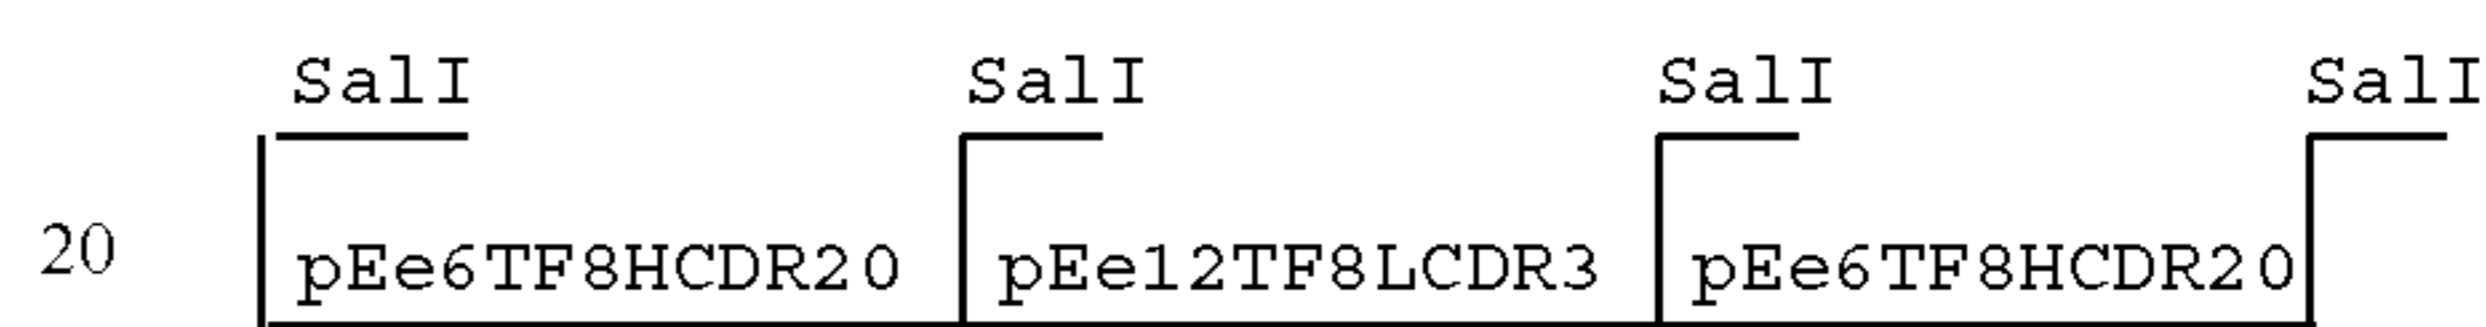 SalI SalI SalI SalI
20 pEe6TF8HCDR20 pEe12TF8LCDR3 pEe6TF8HCDR20